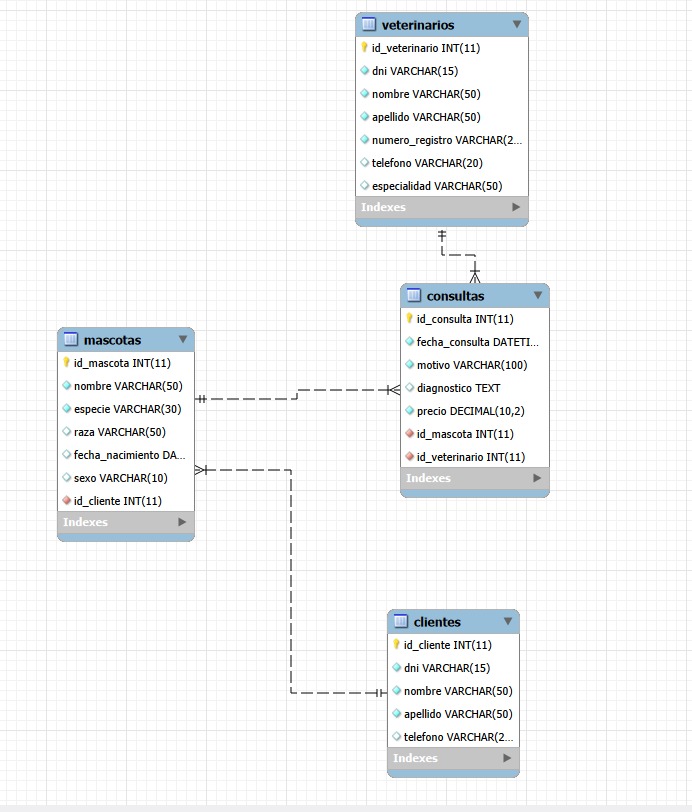 veterinarios
id_veterinario INT(11)
dni VARCHAR(15)
nombre VARCHAR(50)
apellido VARCHAR(50)
numero_registro VARCHAR(2...
telefono VARCHAR(20)
especialidad VARCHAR(50)
Indexes
consultas
id_consulta INT(11)
fecha_consulta DATETI...
motivo VARCHAR(100)
diagnostico TEXT
precio DECIMAL(10,2)
id_mascota INT(11)
id_veterinario INT(11)
Indexes
mascotas
id_mascota INT(11)
nombre VARCHAR(50)
especie VARCHAR(30)
raza VARCHAR(50)
fecha_nacimiento DA...
sexo VARCHAR(10)
id_cliente INT(11)
Indexes
clientes
id_cliente INT(11)
dni VARCHAR(15)
nombre VARCHAR(50)
apellido VARCHAR(50)
telefono VARCHAR(2...
Indexes